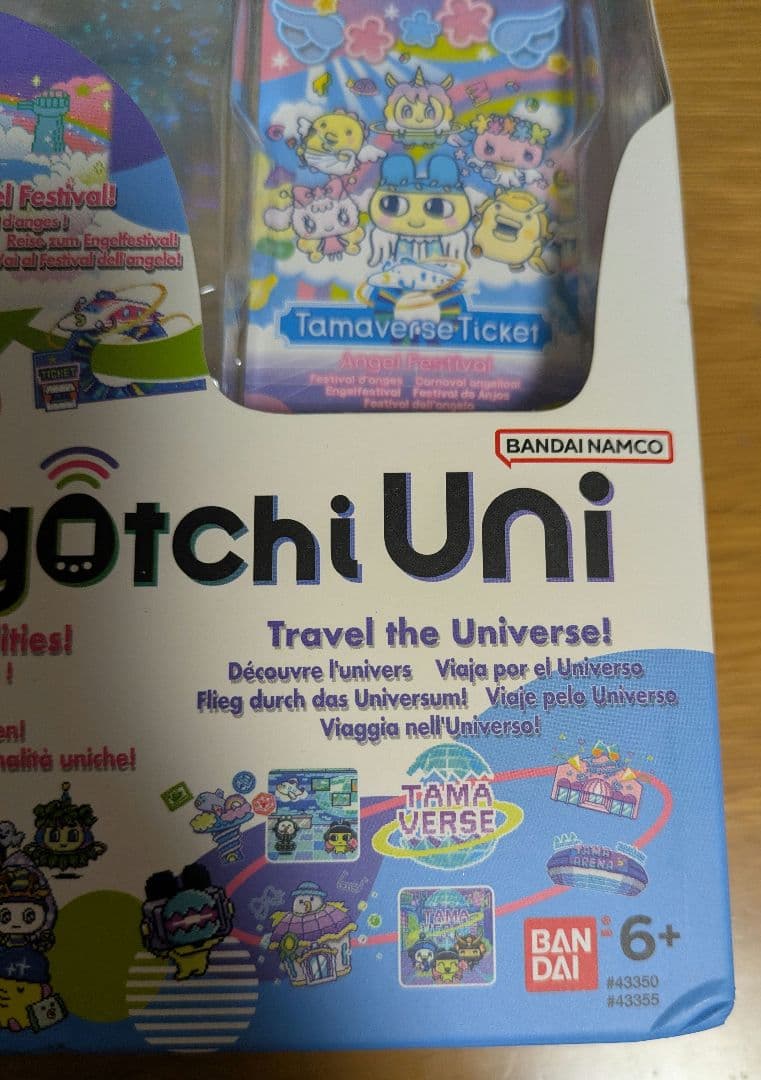 el Festival!
d'anges !
Reise zum Engelfestival!
Vai al Festival dell'angelo!
TICKET
Tamaverse Ticket
Angel Festival
Festival d'anges Carnaval angelical
Engelfestival Festival de Anjos
Festival dell'angelo
BANDAI NAMCO
gotchi Uni
ities!
!
en!
nalità uniche!
Travel the Universe!
Découvre l'univers Viaja por el Universo
Flieg durch das Universum! Viaje pelo Universo
Viaggia nell'Universo!
TAMA
VERSE
TAMA
ARENA
TAMA
VERSE
BAN
DAI
®
6+
#43350
#43355